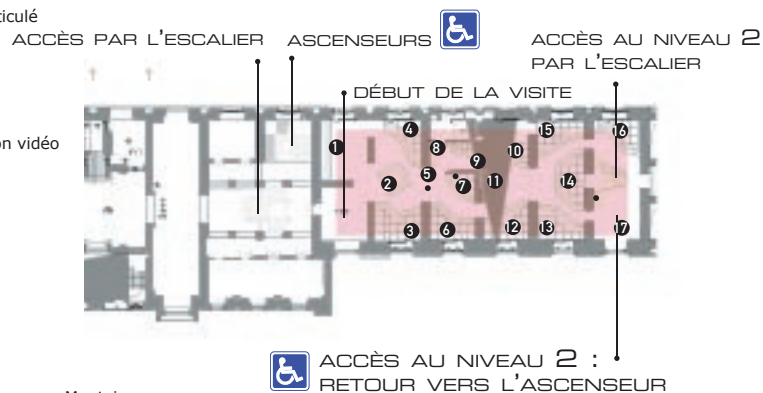 ticulé
ACCÈS PAR L'ESCALIER
ASCENSEURS
ACCÈS AU NIVEAU 2
PAR L'ESCALIER
DÉBUT DE LA VISITE
on vidéo
1
2
3
4
5
6
7
8
9
10
11
12
13
14
15
16
17
ACCÈS AU NIVEAU 2 :
RETOUR VERS L'ASCENSEUR